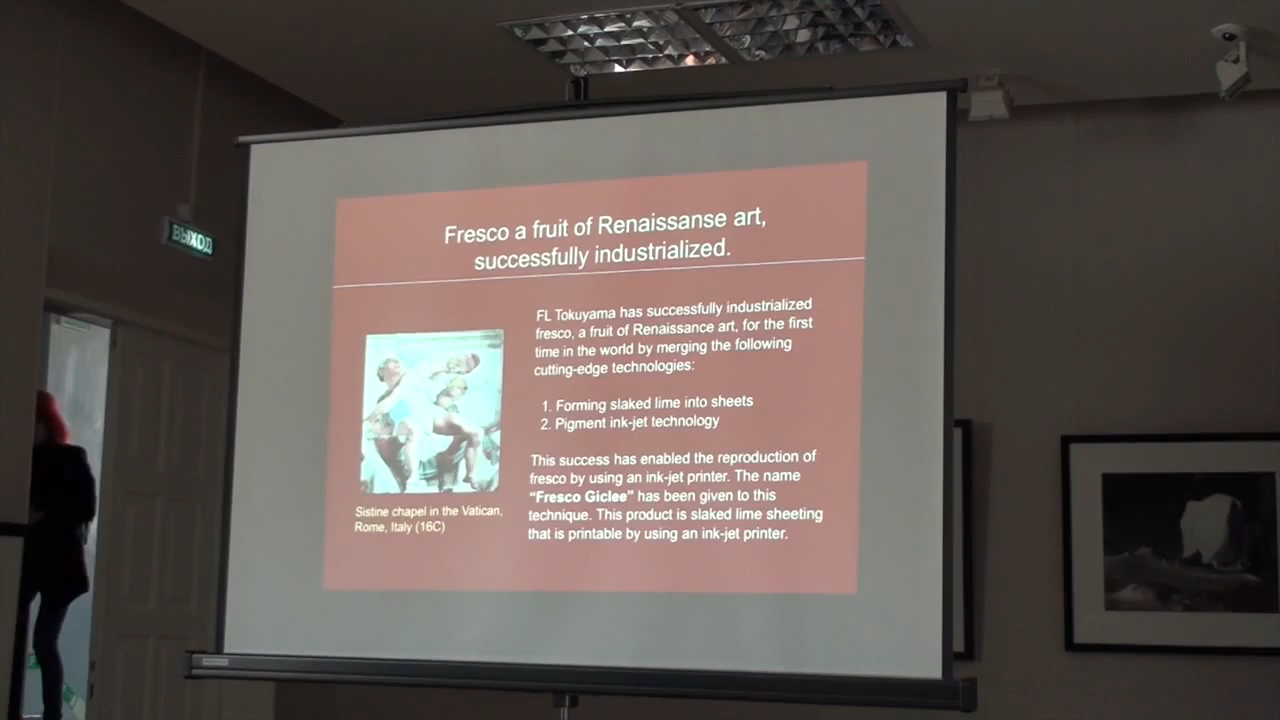 ВЫХОД
Fresco a fruit of Renaissanse art,
successfully industrialized.
FL Tokuyama has successfully industrialized
fresco, a fruit of Renaissance art, for the first
time in the world by merging the following
cutting-edge technologies:
1. Forming slaked lime into sheets
2. Pigment ink-jet technology
This success has enabled the reproduction of
fresco by using an ink-jet printer. The name
“Fresco Giclee” has been given to this
technique. This product is slaked lime sheeting
that is printable by using an ink-jet printer.
Sistine chapel in the Vatican,
Rome, Italy (16C)